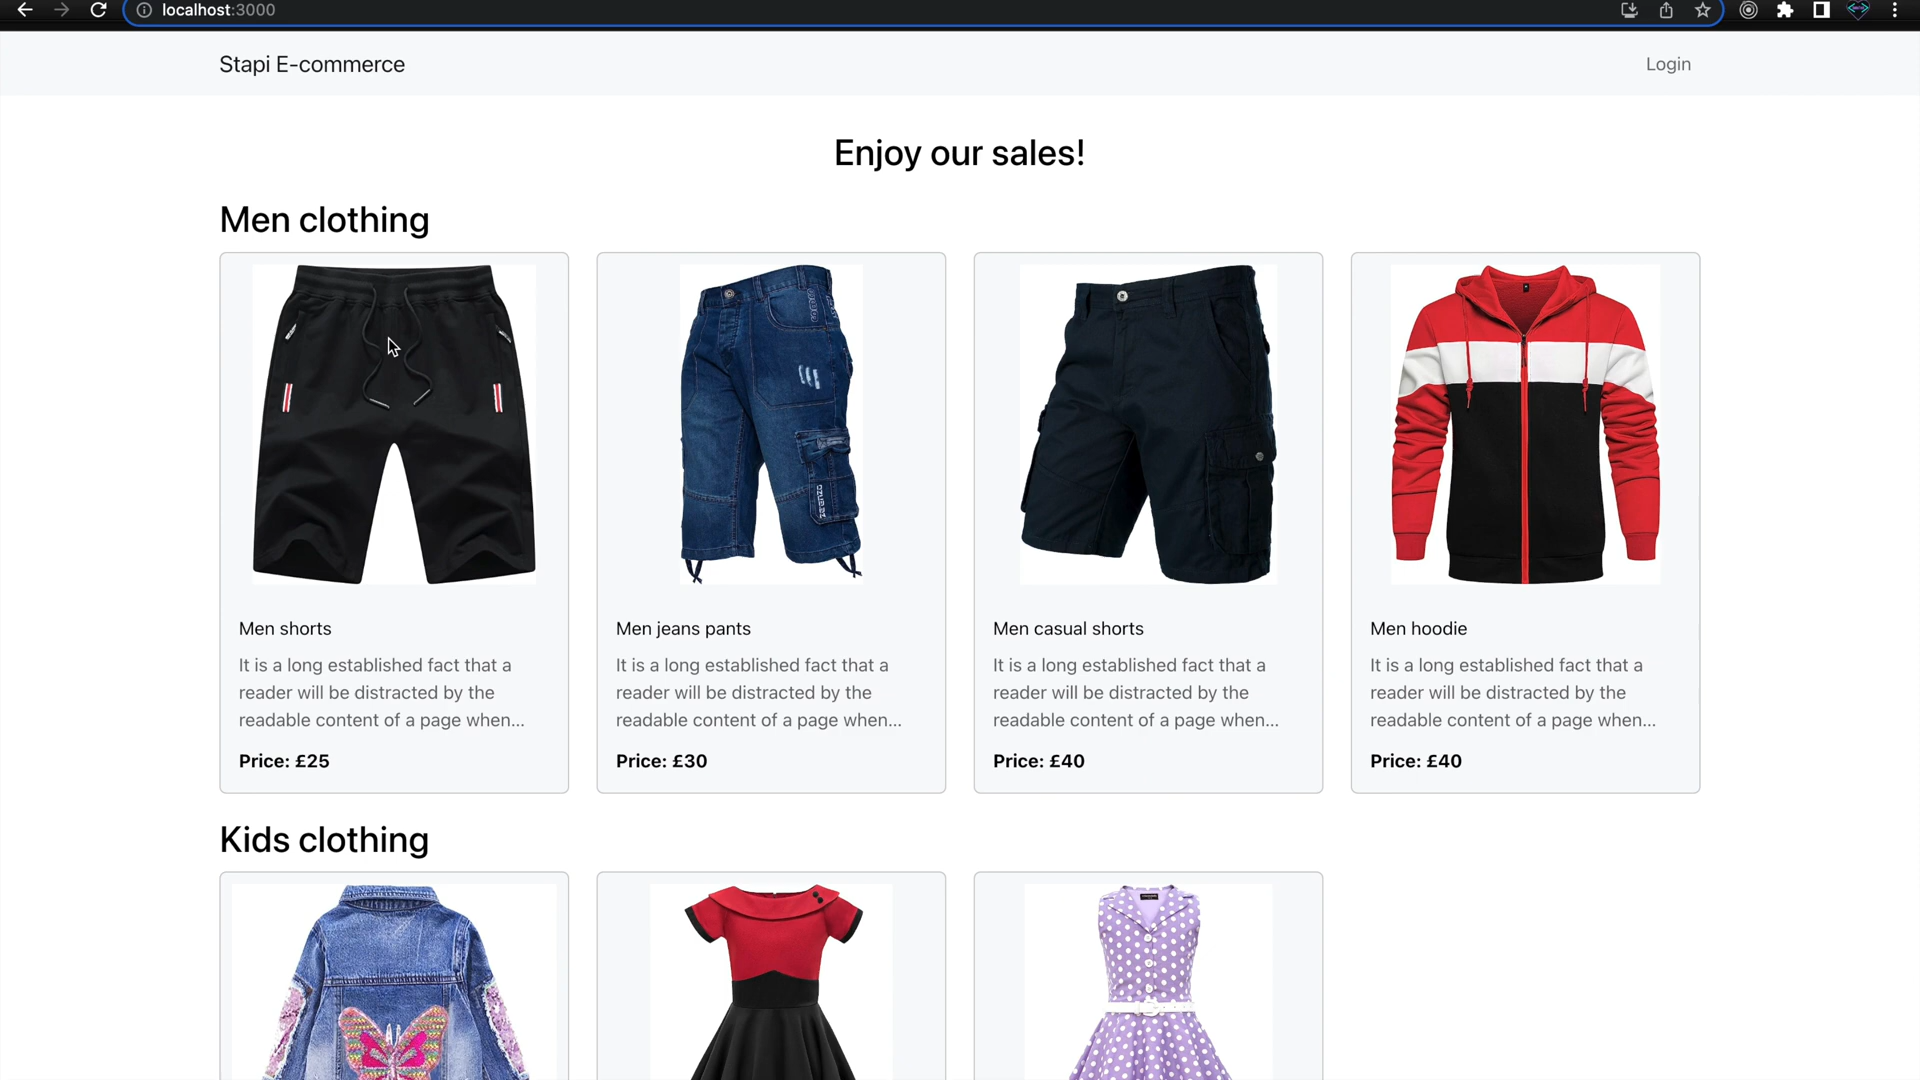 localhost:3000
Stapi E-commerce
Login
Enjoy our sales!
Men clothing
Men shorts
It is a long established fact that a
reader will be distracted by the
readable content of a page when...
Price: £25
Men jeans pants
It is a long established fact that a
reader will be distracted by the
readable content of a page when...
Price: £30
Men casual shorts
It is a long established fact that a
reader will be distracted by the
readable content of a page when...
Price: £40
Men hoodie
It is a long established fact that a
reader will be distracted by the
readable content of a page when...
Price: £40
Kids clothing